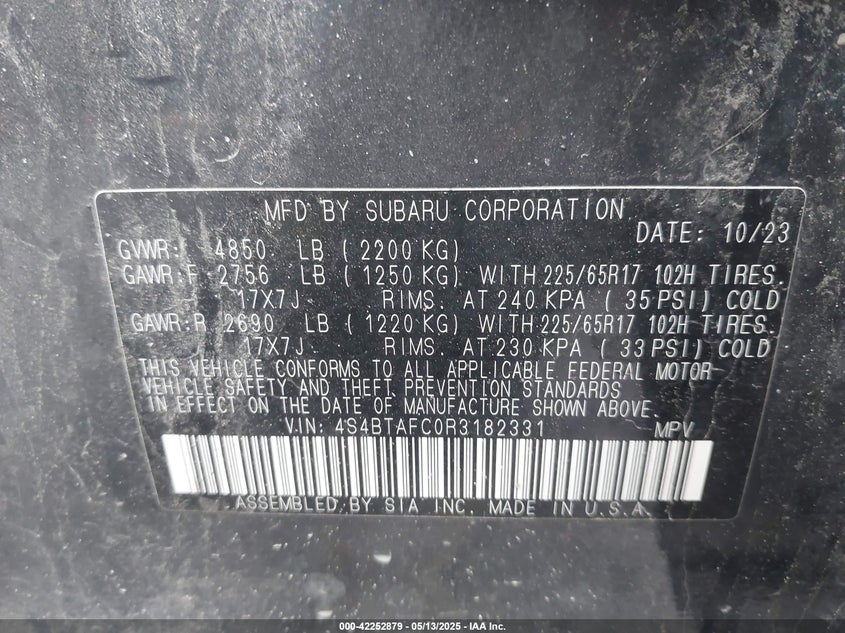 MFD BY SUBARU CORPORATION
DATE: 10/23
GVWR: 4850 LB ( 2200 KG)
GAWR:F 2756 LB ( 1250 KG) WITH 225/65R17 102H TIRES.
17X7J RIMS. AT 240 KPA ( 35 PSI) COLD
GAWR:R 2690 LB ( 1220 KG) WITH 225/65R17 102H TIRES.
17X7J RIMS. AT 230 KPA ( 33 PSI) COLD
THIS VEHICLE CONFORMS TO ALL APPLICABLE FEDERAL MOTOR
VEHICLE SAFETY AND THEFT PREVENTION STANDARDS
IN EFFECT ON THE DATE OF MANUFACTURE SHOWN ABOVE.
VIN: 4S4BTAFC0R3182331 MPV
ASSEMBLED BY SIA INC. MADE IN U.S.A.
000-42252879 - 05/13/2025 - IAA Inc.